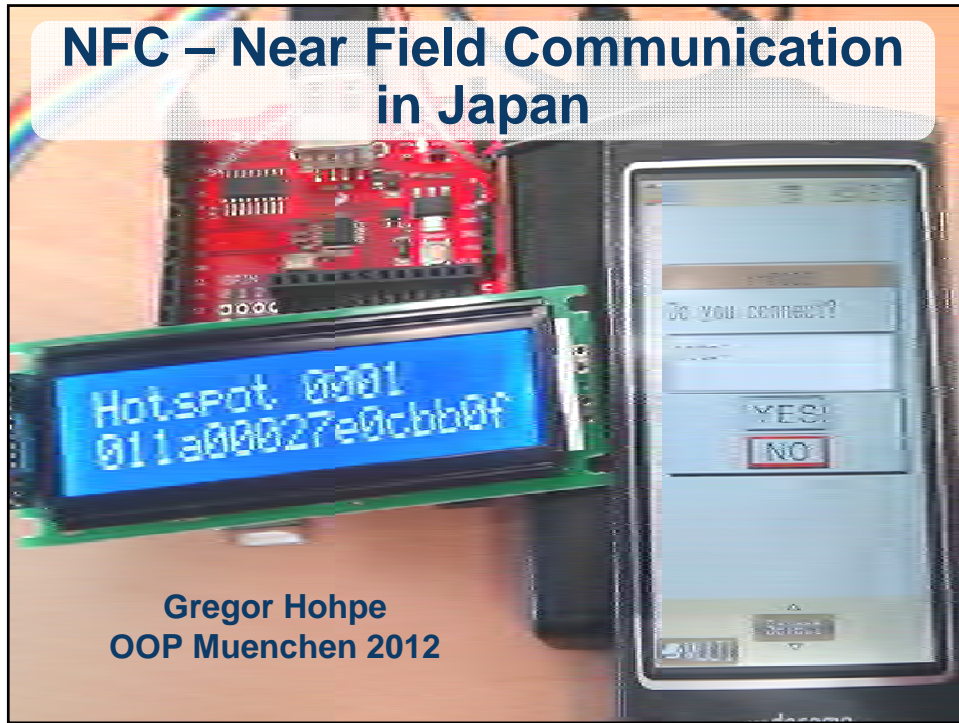 NFC – Near Field Communication
in Japan
Do you connect?
YES!
NO
Hotspot 0001
011a00027e0cbb0f
Select
Gregor Hohpe
OOP Muenchen 2012